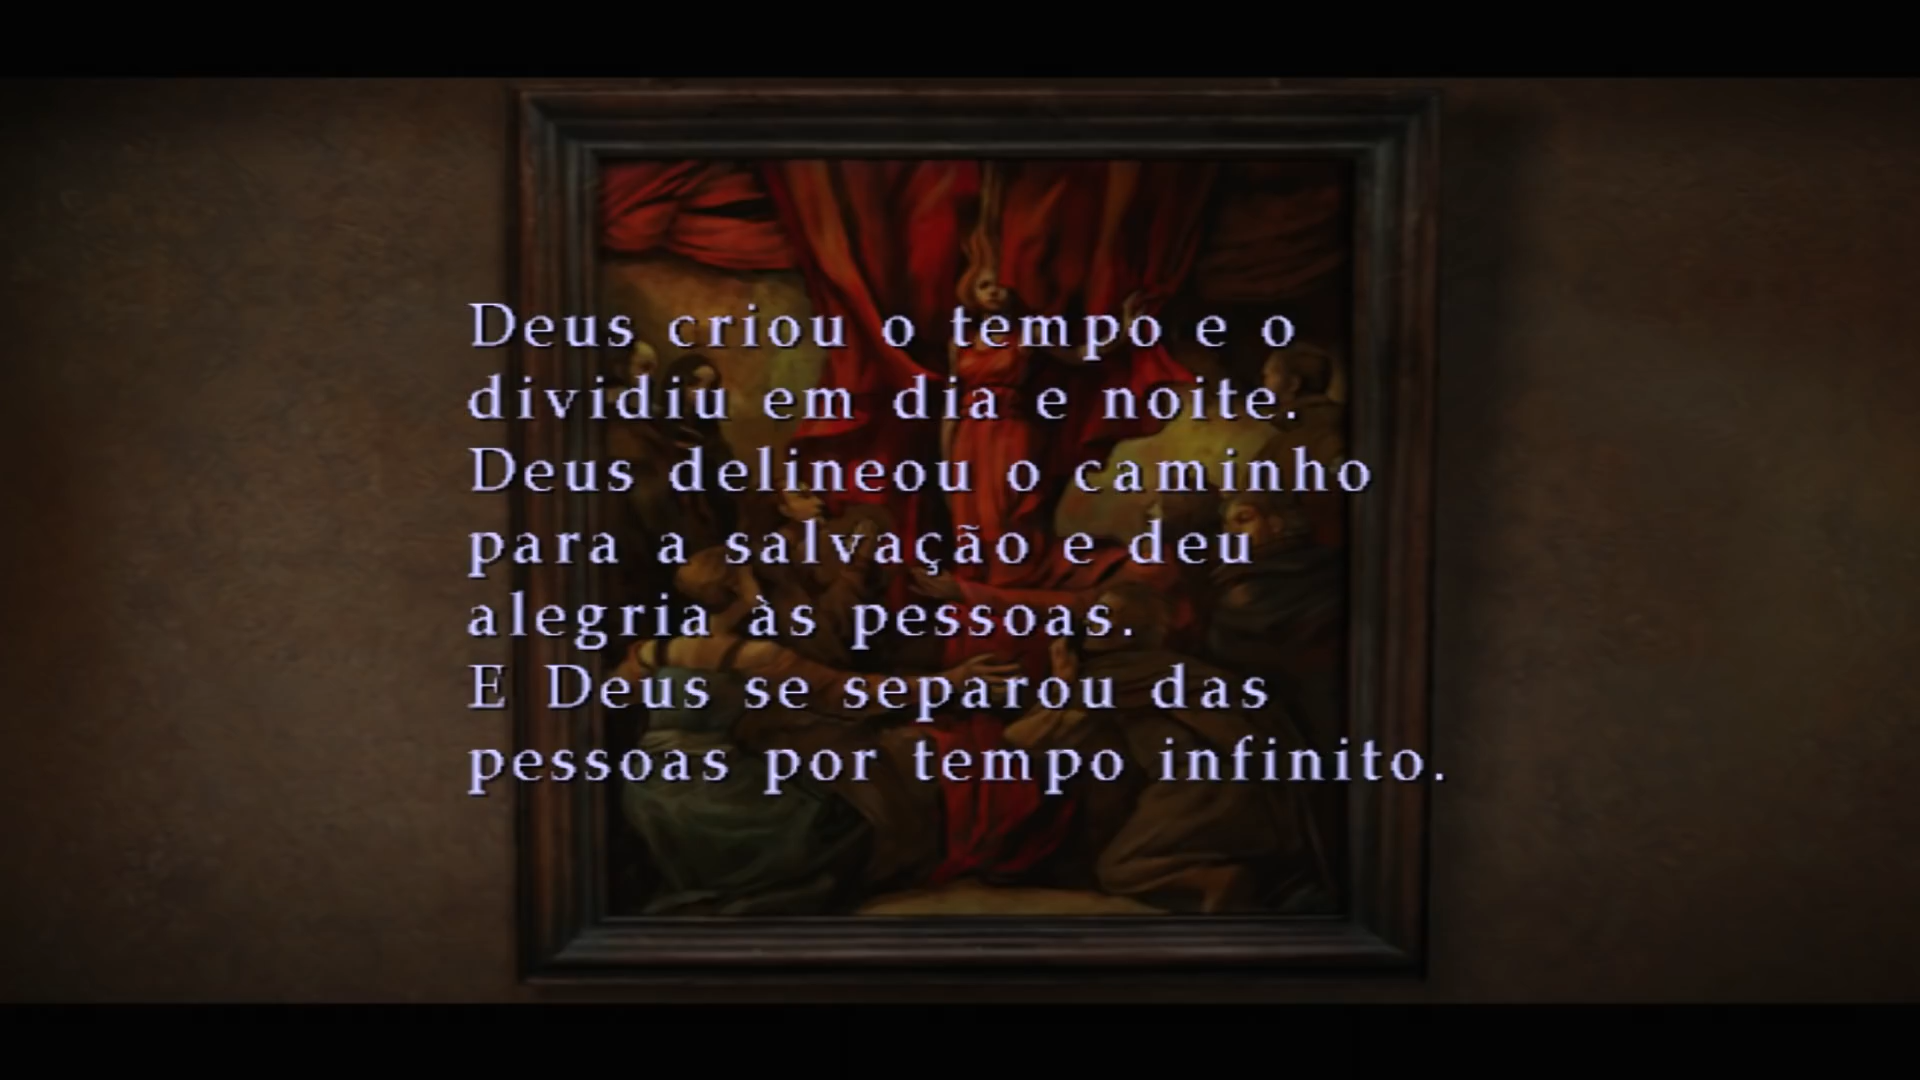 Deus criou o tempo e o
dividiu em dia e noite.
Deus delineou o caminho
para a salvação e deu
alegria às pessoas.
E Deus se separou das
pessoas por tempo infinito.